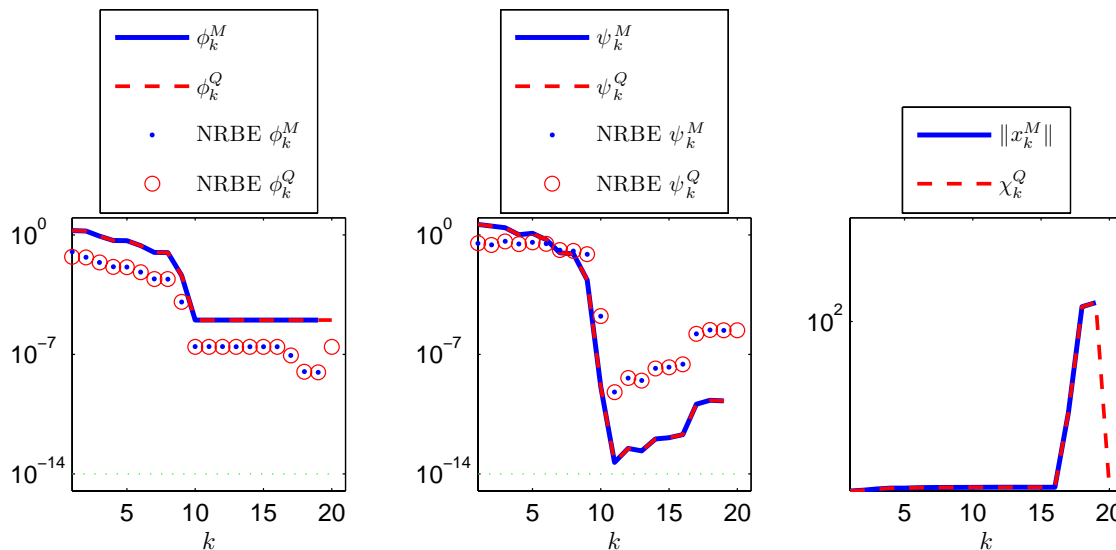 ϕ_k^M
ϕ_k^Q
NRBE ϕ_k^M
NRBE ϕ_k^Q
10^0
10^{-7}
10^{-14}
5 10 15 20
k
ψ_k^M
ψ_k^Q
NRBE ψ_k^M
NRBE ψ_k^Q
10^0
10^{-7}
10^{-14}
5 10 15 20
k
‖x_k^M‖
χ_k^Q
10^2
5 10 15 20
k